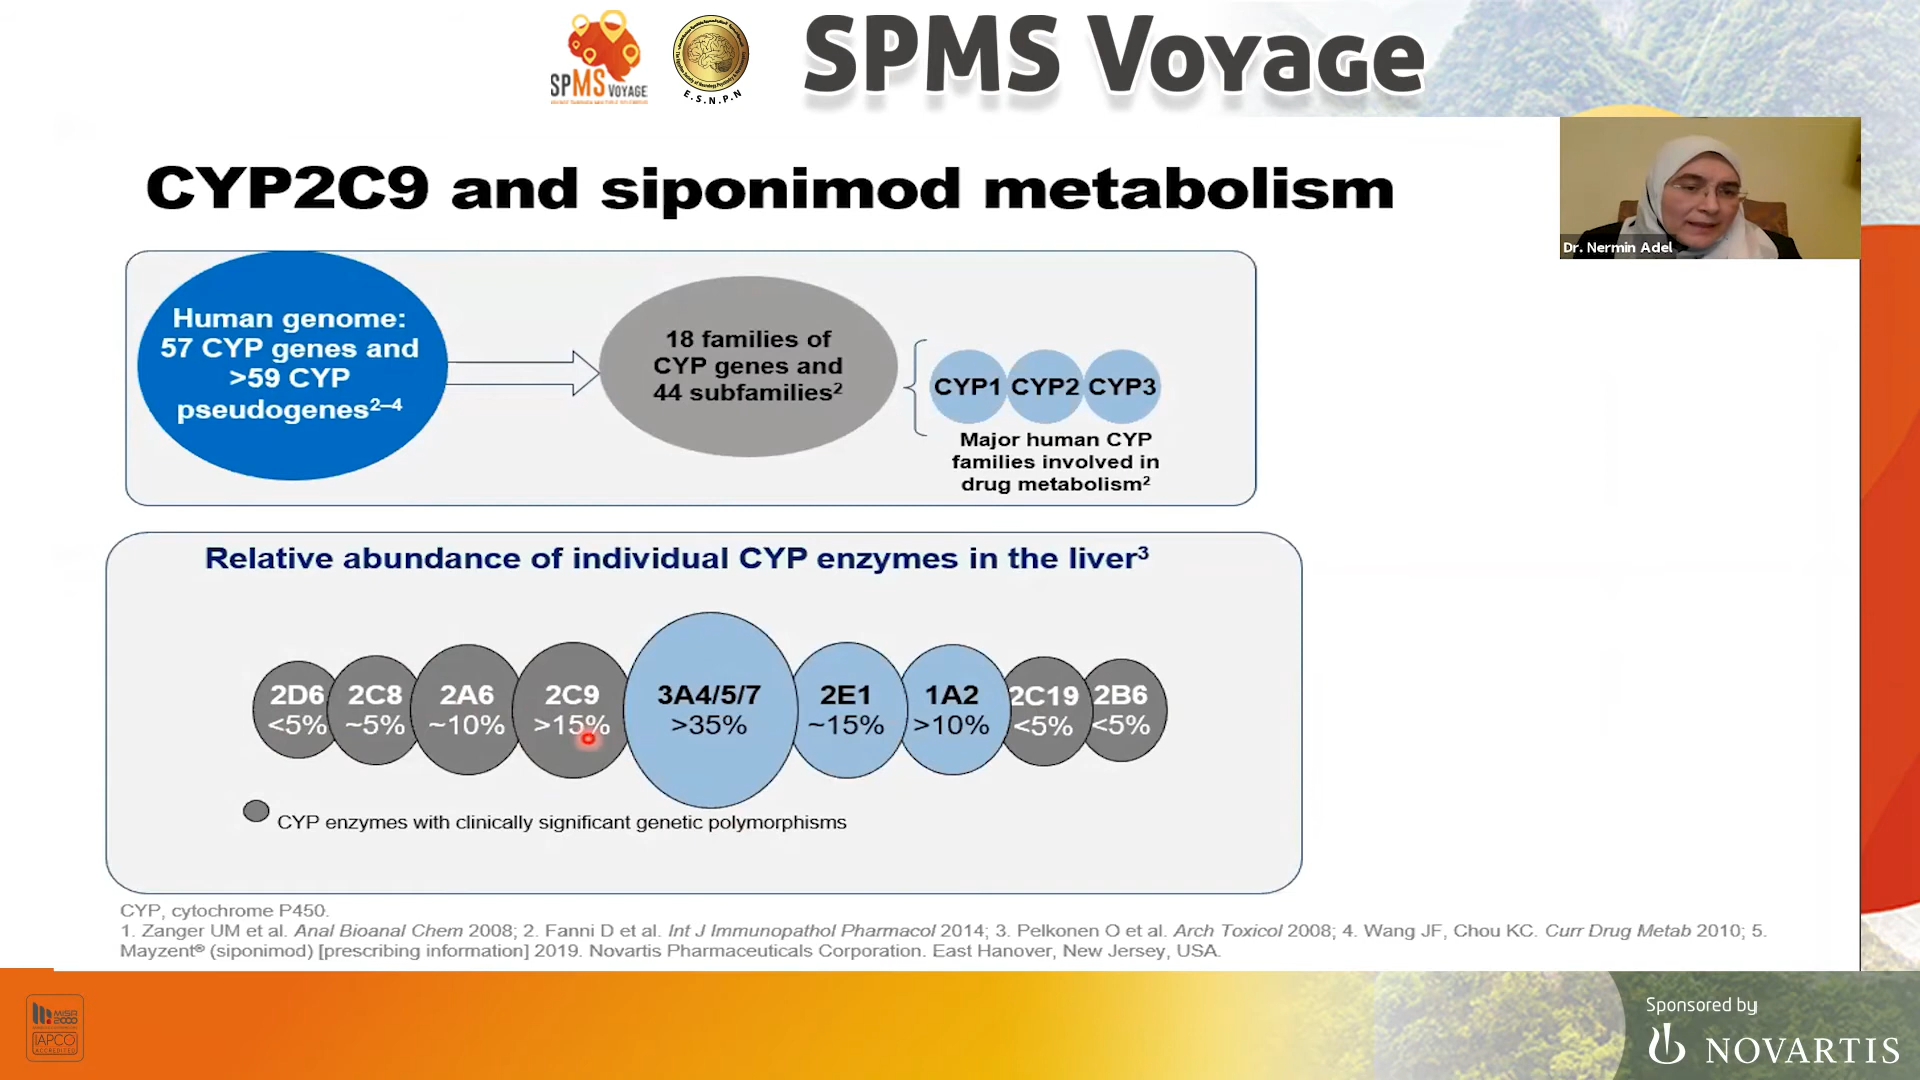 SPMS VOYAGE
E.S.N.P.N
SPMS Voyage
CYP2C9 and siponimod metabolism
Dr. Nermin Adel
Human genome:
57 CYP genes and
>59 CYP
pseudogenes2–4
18 families of
CYP genes and
44 subfamilies2
CYP1 CYP2 CYP3
Major human CYP
families involved in
drug metabolism2
Relative abundance of individual CYP enzymes in the liver3
2D6 2C8 2A6 2C9 3A4/5/7 2E1 1A2 2C19 2B6
<5% ~5% ~10% >15% >35% ~15% >10% <5% <5%
CYP enzymes with clinically significant genetic polymorphisms
CYP, cytochrome P450.
1. Zanger UM et al. Anal Bioanal Chem 2008; 2. Fanni D et al. Int J Immunopathol Pharmacol 2014; 3. Pelkonen O et al. Arch Toxicol 2008; 4. Wang JF, Chou KC. Curr Drug Metab 2010; 5.
Mayzent® (siponimod) [prescribing information] 2019. Novartis Pharmaceuticals Corporation. East Hanover, New Jersey, USA.
MISR
2000
IAPCO
ACCREDITED
Sponsored by
NOVARTIS